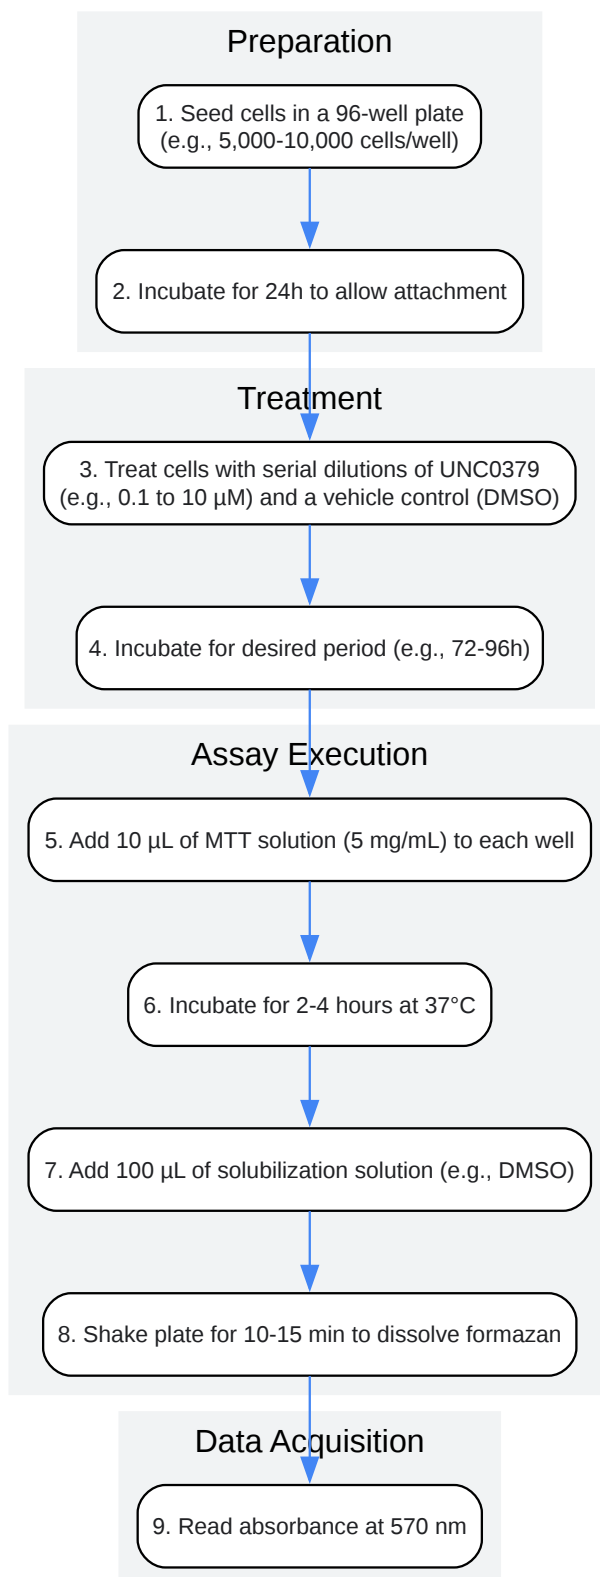 Preparation
1. Seed cells in a 96-well plate
(e.g., 5,000-10,000 cells/well)
2. Incubate for 24h to allow attachment
Treatment
3. Treat cells with serial dilutions of UNC0379
(e.g., 0.1 to 10 µM) and a vehicle control (DMSO)
4. Incubate for desired period (e.g., 72-96h)
Assay Execution
5. Add 10 µL of MTT solution (5 mg/mL) to each well
6. Incubate for 2-4 hours at 37°C
7. Add 100 µL of solubilization solution (e.g., DMSO)
8. Shake plate for 10-15 min to dissolve formazan
Data Acquisition
9. Read absorbance at 570 nm